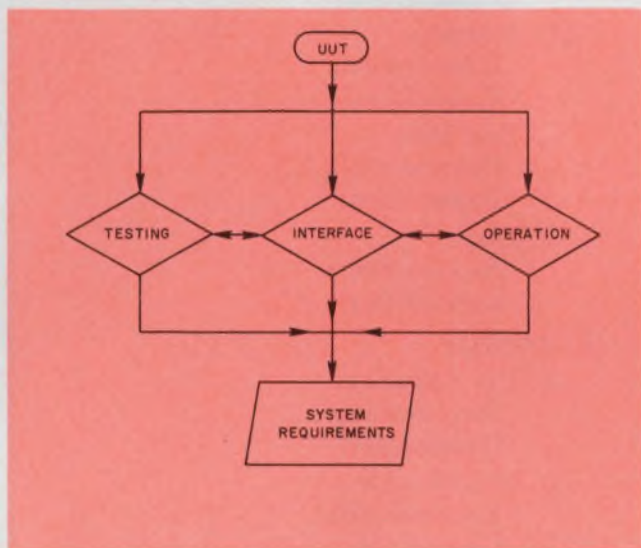 UUT
TESTING
INTERFACE
OPERATION
SYSTEM
REQUIREMENTS